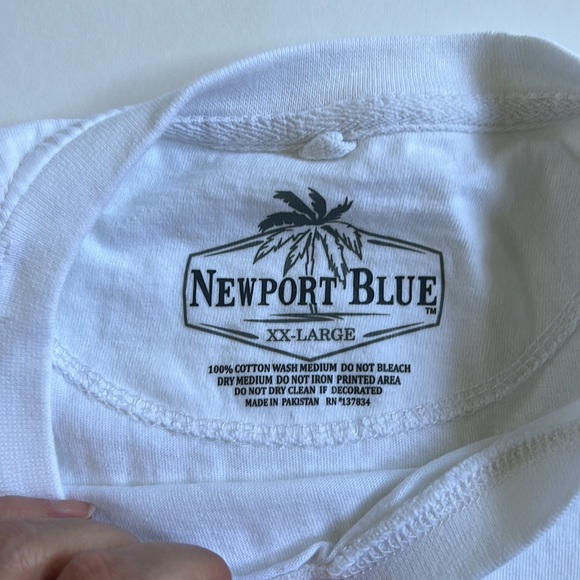 NEWPORT BLUE
TM
XX-LARGE
100% COTTON WASH MEDIUM DO NOT BLEACH
DRY MEDIUM DO NOT IRON PRINTED AREA
DO NOT DRY CLEAN IF DECORATED
MADE IN PAKISTAN RN #137834